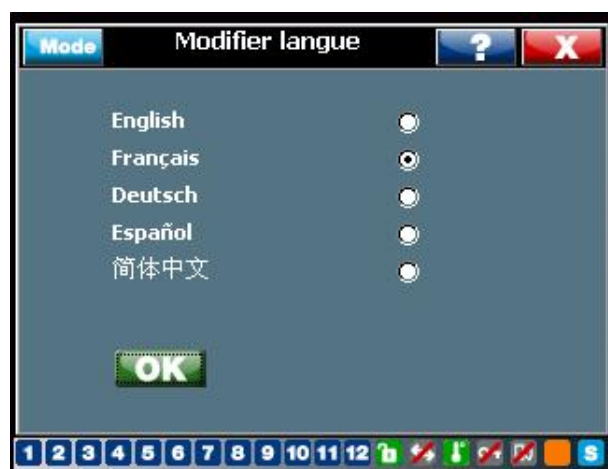 Mode Modifier langue ? X
English
Français
Deutsch
Español
简体中文
OK
1 2 3 4 5 6 7 8 9 10 11 12 S